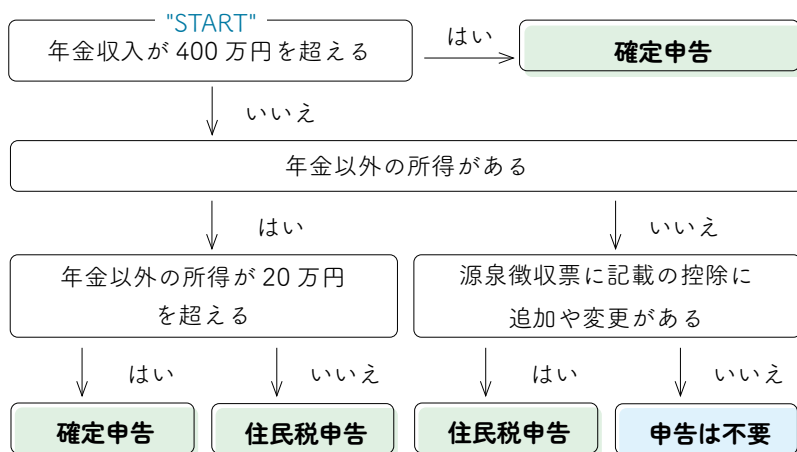 "START"
年金収入が 400 万円を超える
はい
確定申告
いいえ
年金以外の所得がある
はい
いいえ
年金以外の所得が 20 万円
を超える
源泉徴収票に記載の控除に
追加や変更がある
はい
いいえ
はい
いいえ
確定申告
住民税申告
住民税申告
申告は不要